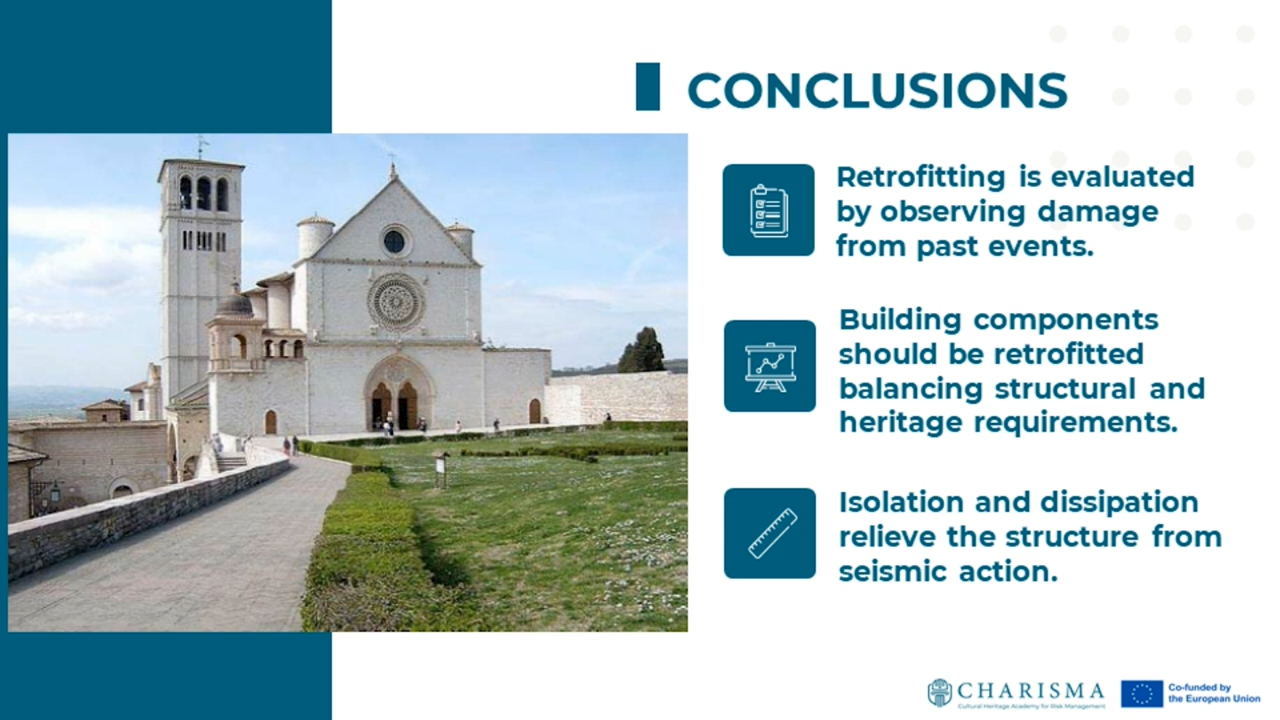 CONCLUSIONS
Retrofitting is evaluated
by observing damage
from past events.
Building components
should be retrofitted
balancing structural and
heritage requirements.
Isolation and dissipation
relieve the structure from
seismic action.
CHARISMA
Cultural Heritage Academy for Risk Management
Co-funded by
the European Union